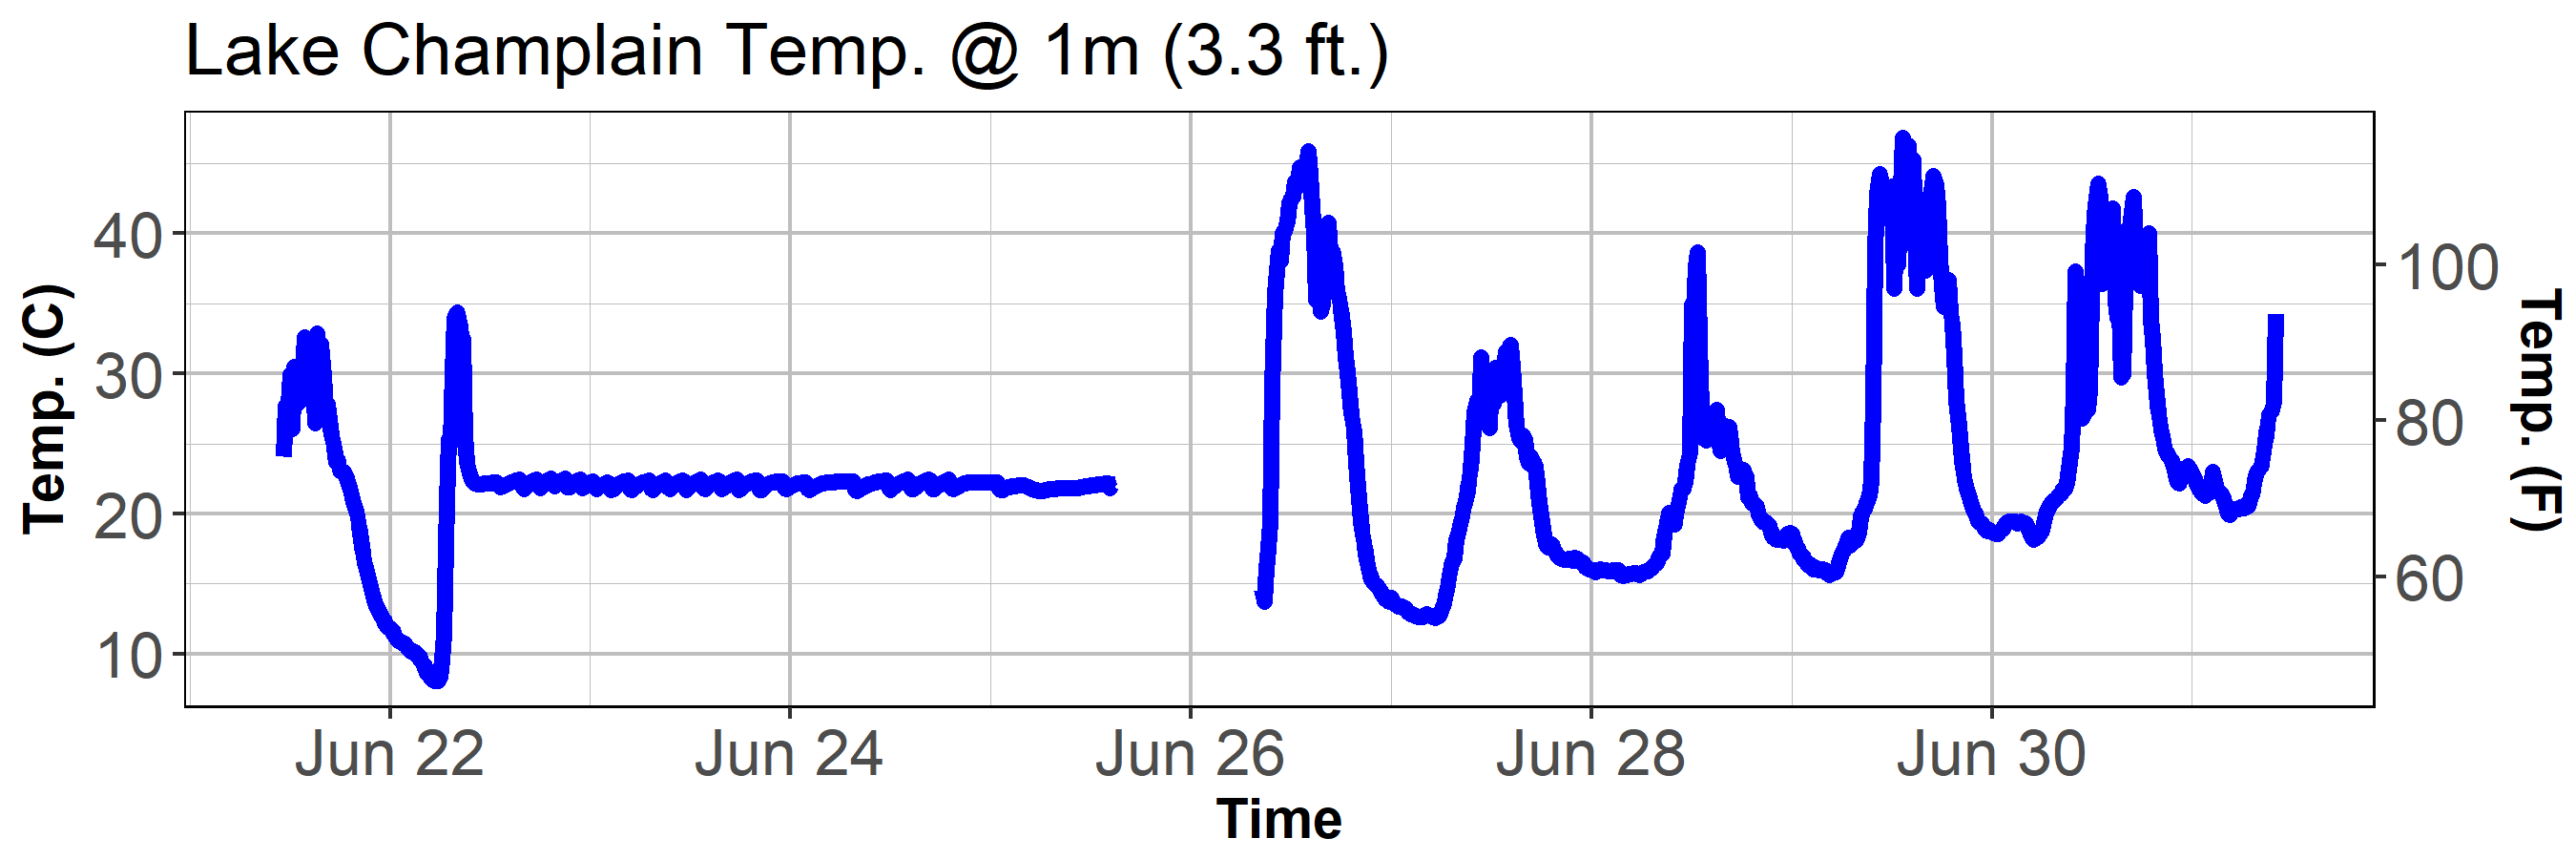 Lake Champlain Temp. @ 1m (3.3 ft.)
Temp. (C)
40
30
20
10
100
80
60
Temp. (F)
Jun 22 Jun 24 Jun 26 Jun 28 Jun 30
Time